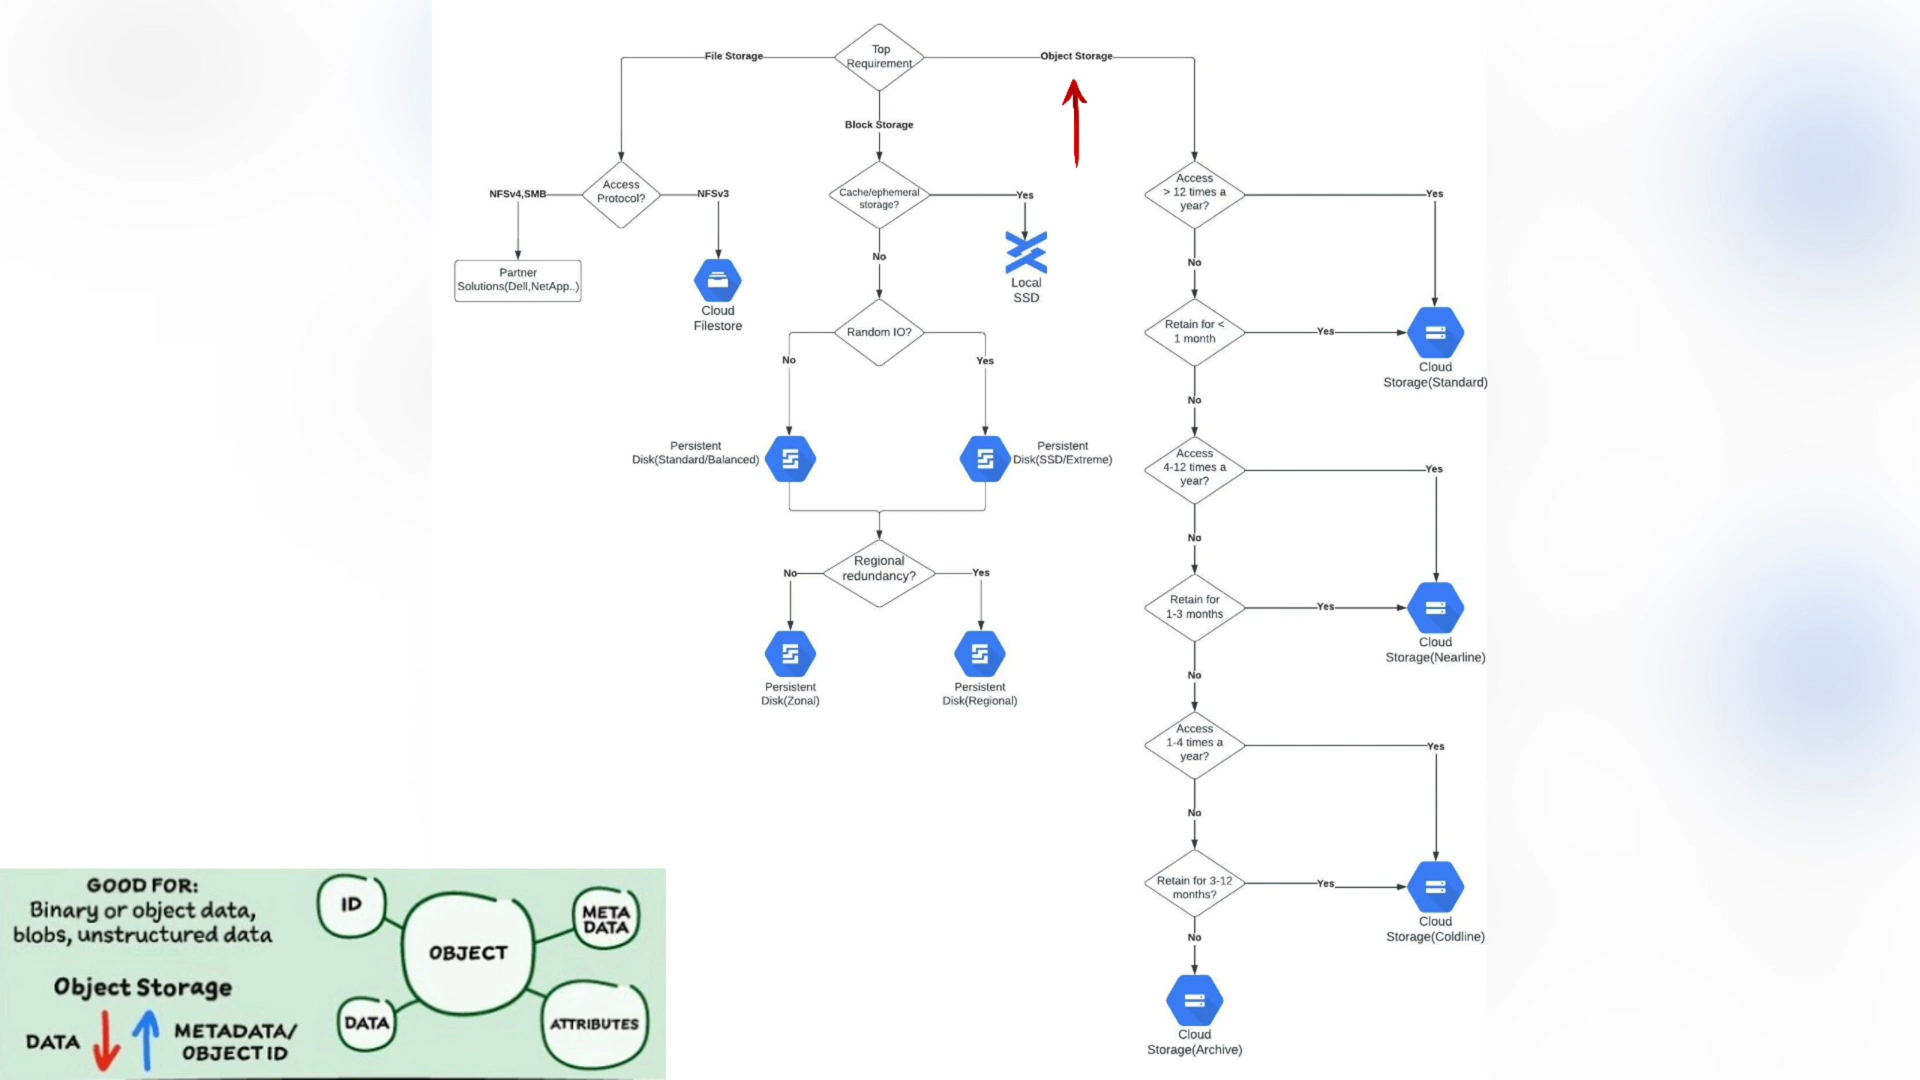 Top
Requirement
File Storage
Object Storage
Block Storage
Access
Protocol?
NFSv4,SMB
NFSv3
Partner
Solutions(Dell,NetApp..)
Cloud
Filestore
Cache/ephemeral
storage?
Yes
Local
SSD
No
Random IO?
No
Yes
Persistent
Disk(Standard/Balanced)
Persistent
Disk(SSD/Extreme)
Regional
redundancy?
No
Yes
Persistent
Disk(Zonal)
Persistent
Disk(Regional)
Access
> 12 times a
year?
Yes
No
Retain for <
1 month
Yes
Cloud
Storage(Standard)
No
Access
4-12 times a
year?
Yes
No
Retain for
1-3 months
Yes
Cloud
Storage(Nearline)
No
Access
1-4 times a
year?
Yes
No
Retain for 3-12
months?
Yes
Cloud
Storage(Coldline)
No
Cloud
Storage(Archive)
GOOD FOR:
Binary or object data,
blobs, unstructured data
Object Storage
DATA
METADATA/
OBJECT ID
ID
OBJECT
META
DATA
DATA
ATTRIBUTES